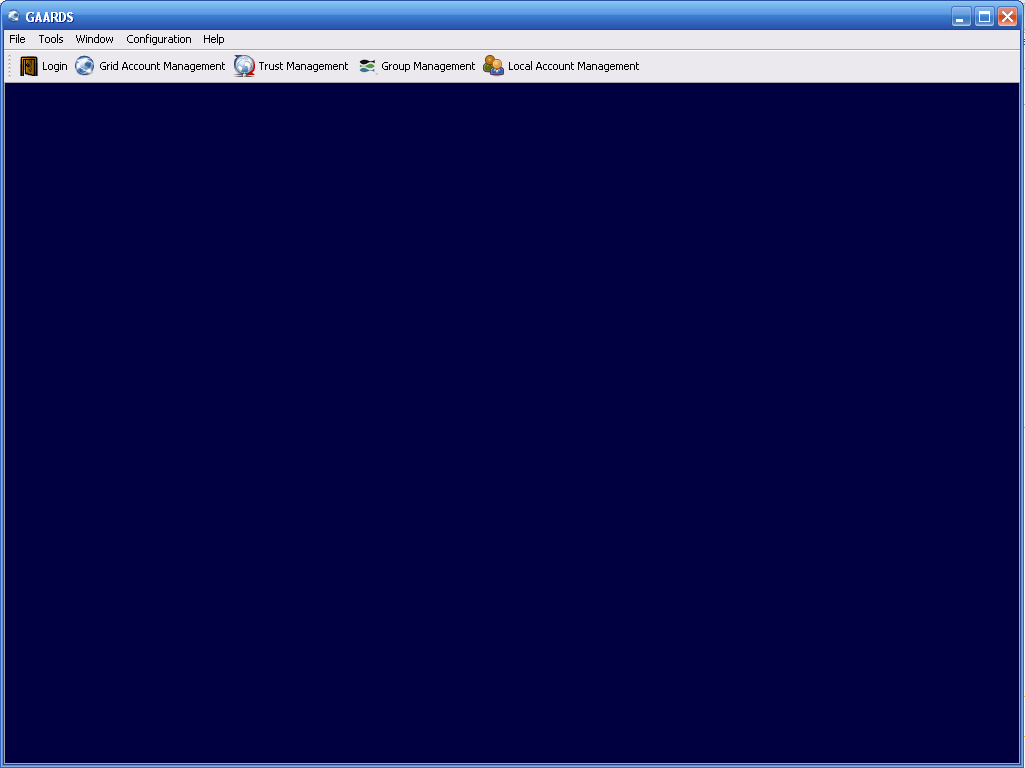 GAARDS
File Tools Window Configuration Help
Login Grid Account Management Trust Management Group Management Local Account Management